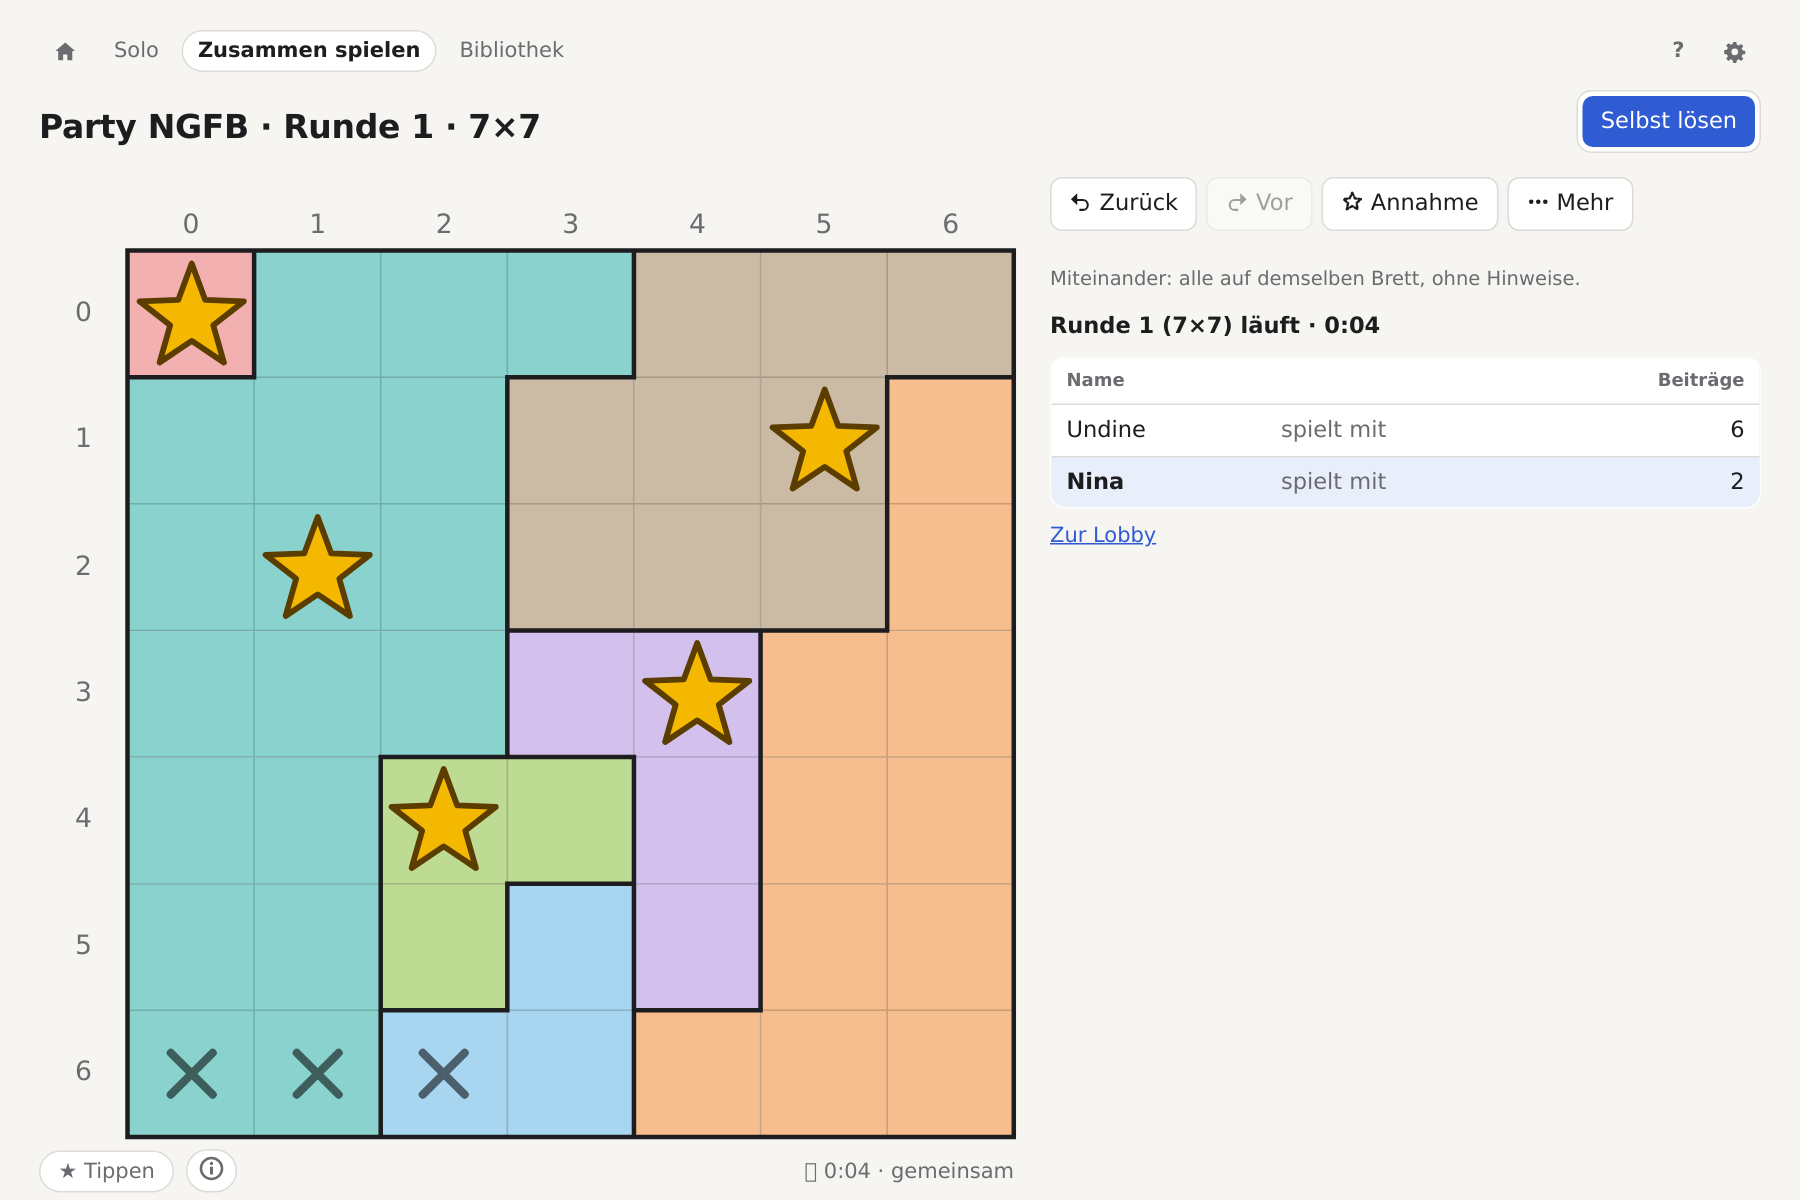 Solo Zusammen spielen Bibliothek ?
Party NGFB · Runde 1 · 7×7
Selbst lösen
Zurück Vor Annahme ··· Mehr
0 1 2 3 4 5 6
0
1
2
3
4
5
6
Miteinander: alle auf demselben Brett, ohne Hinweise.
Runde 1 (7×7) läuft · 0:04
Name Beiträge
Undine spielt mit 6
Nina spielt mit 2
Zur Lobby
★ Tippen
0:04 · gemeinsam